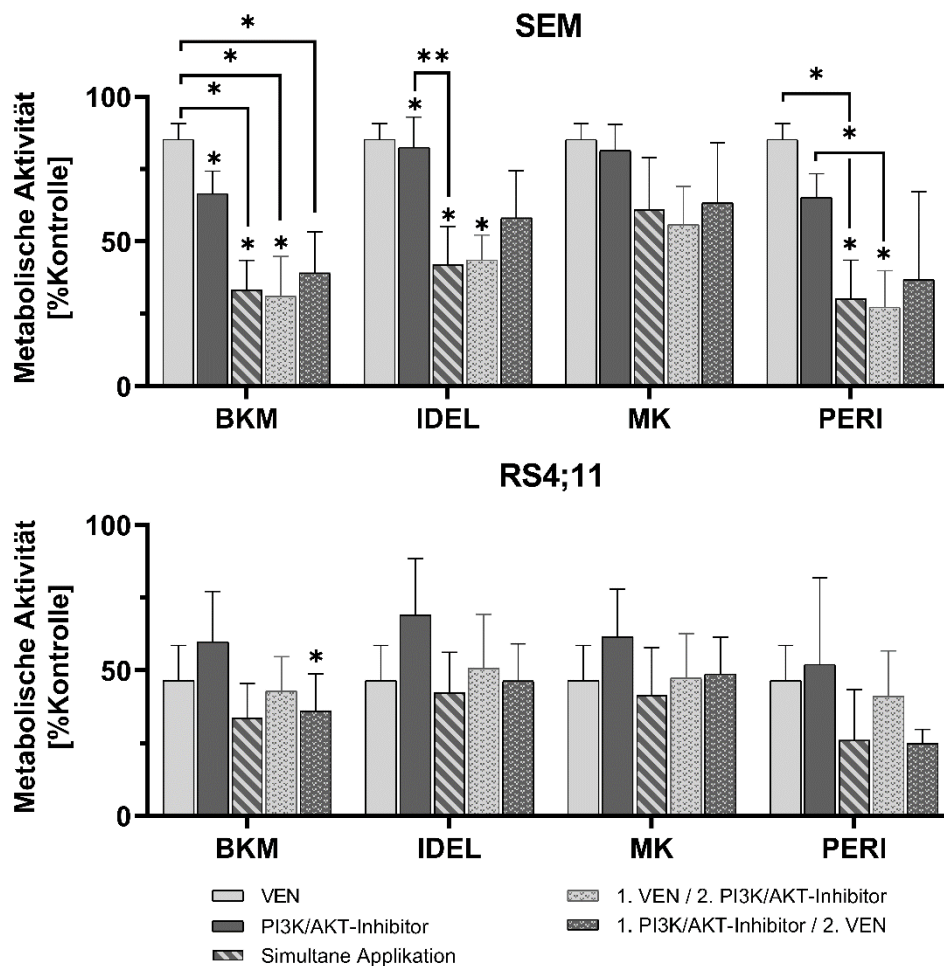 SEM
Metabolische Aktivität
[%Kontrolle]
100
50
0
* * * * * *
** * * *
* * * *
BKM IDEL MK PERI
RS4;11
Metabolische Aktivität
[%Kontrolle]
100
50
0
*
BKM IDEL MK PERI
VEN
PI3K/AKT-Inhibitor
Simultane Applikation
1. VEN / 2. PI3K/AKT-Inhibitor
1. PI3K/AKT-Inhibitor / 2. VEN